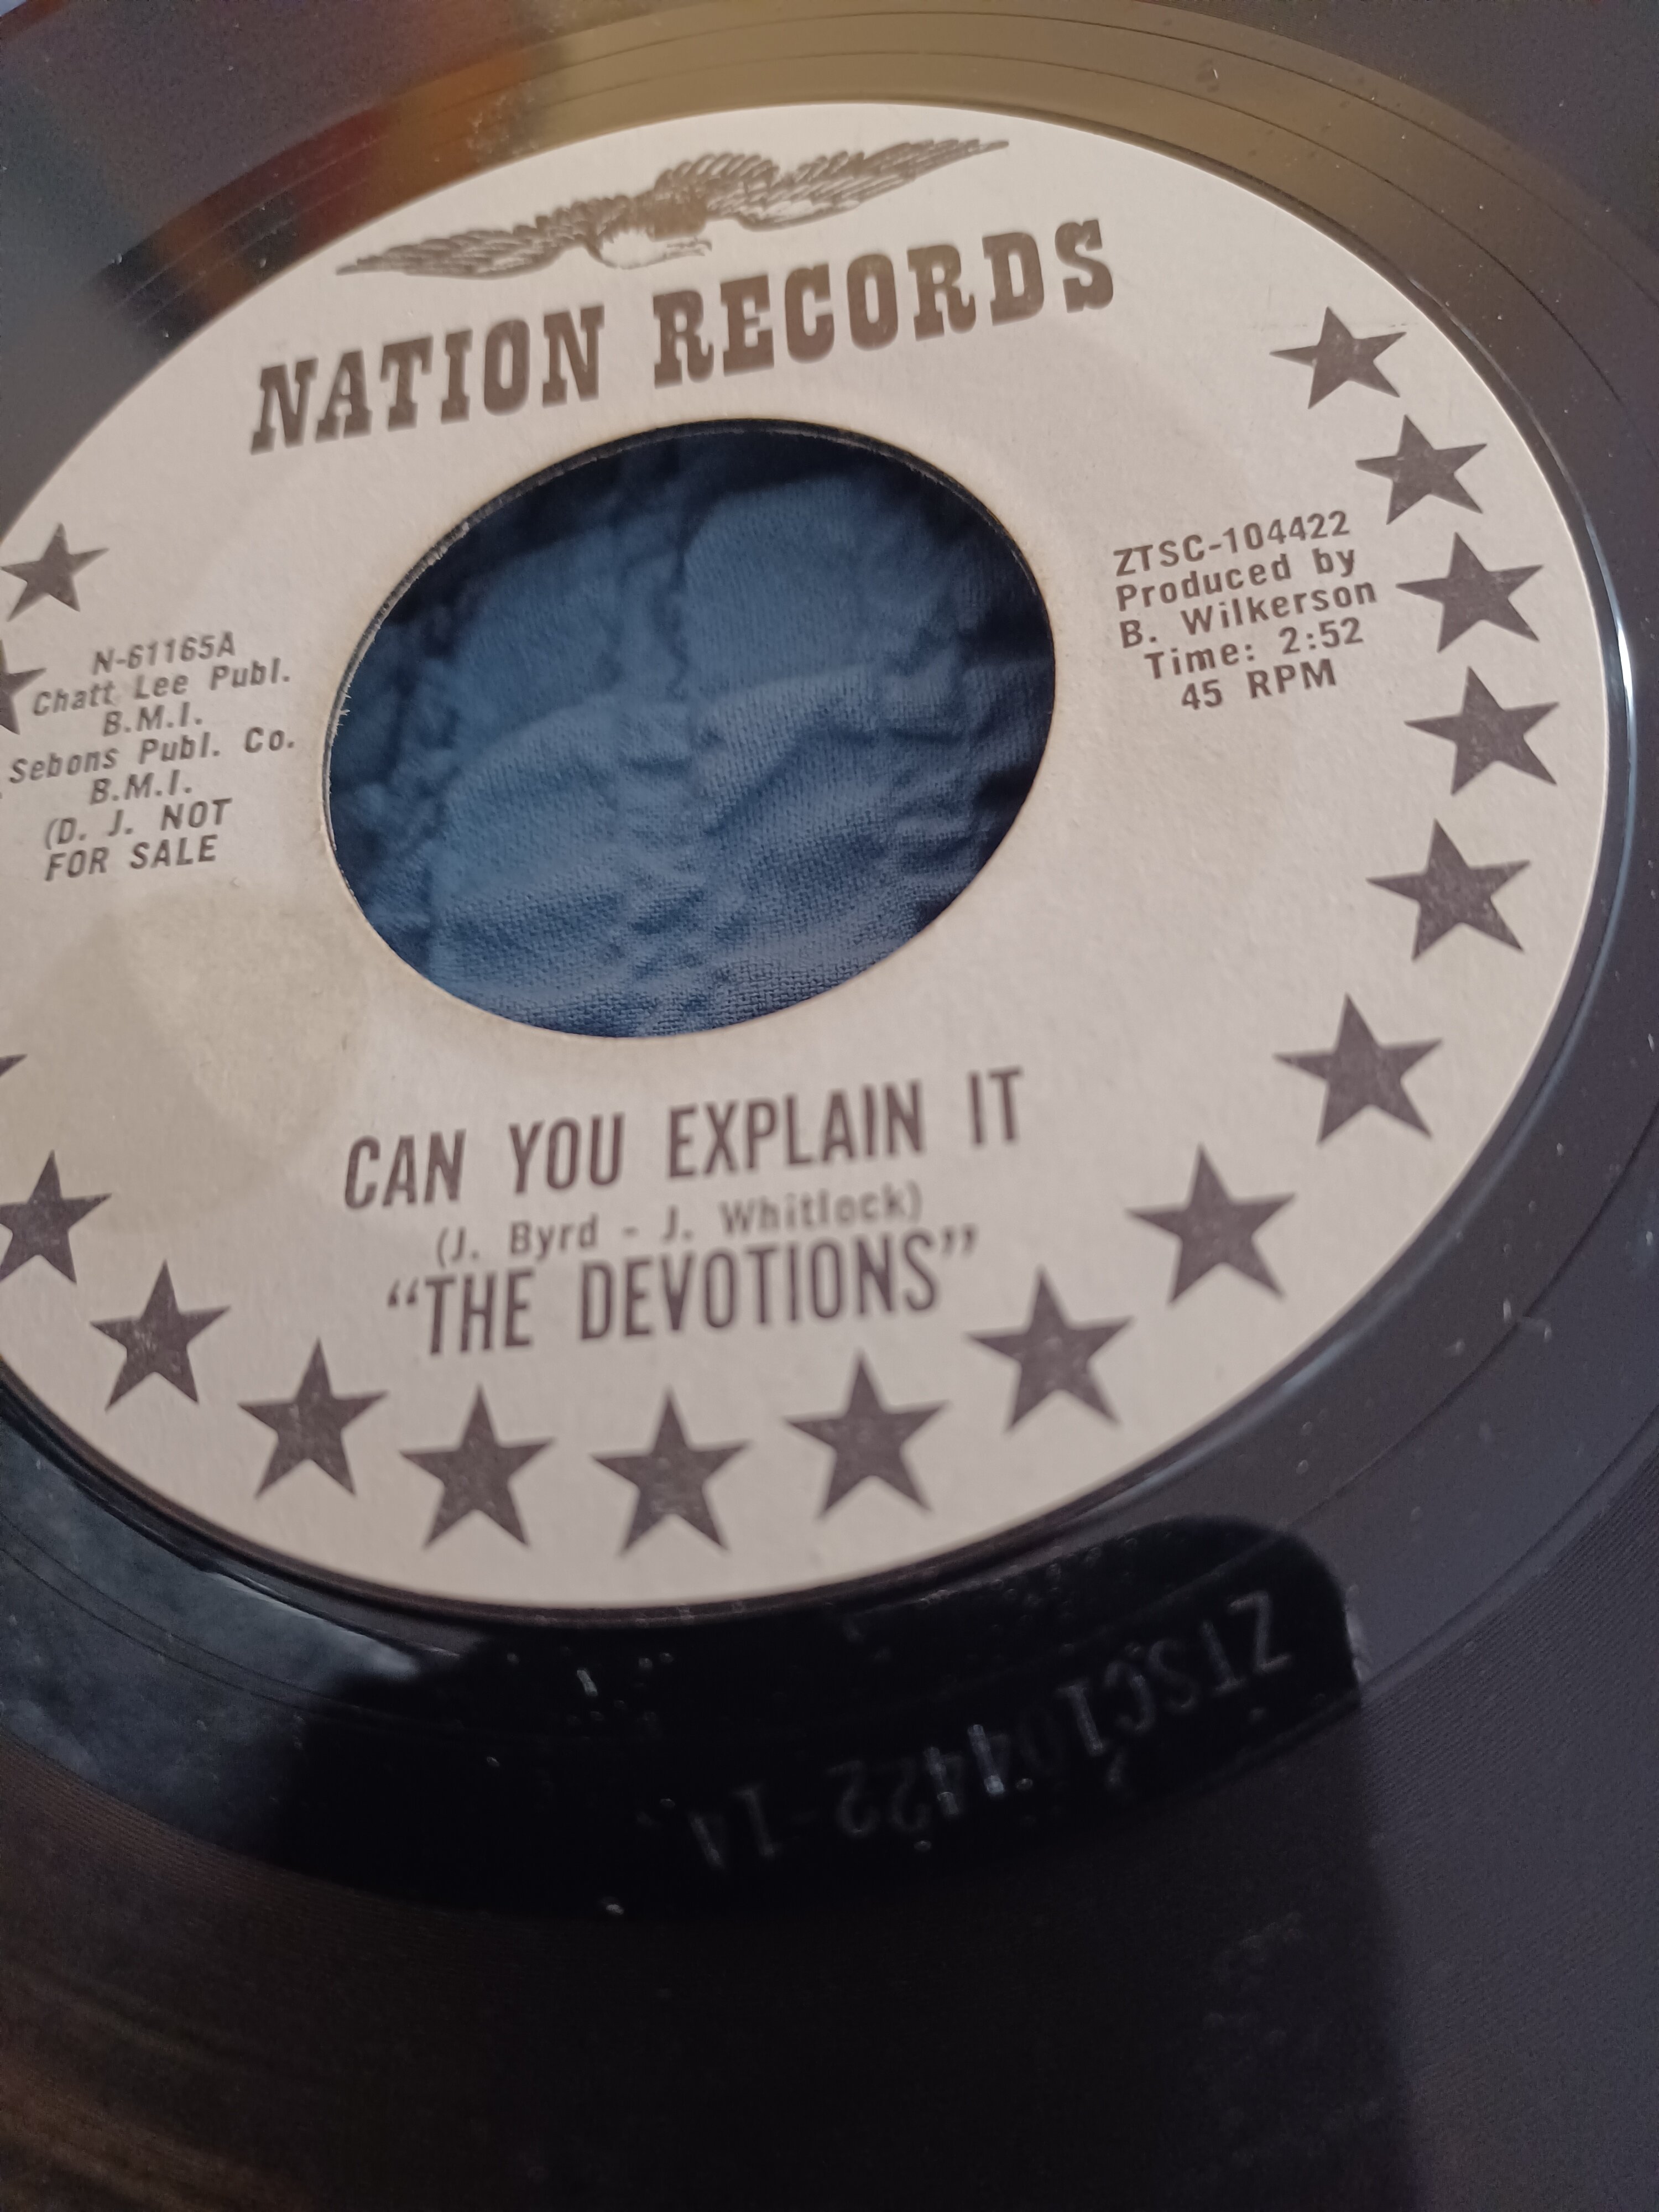 NATION RECORDS
N-61165A
Chatt Lee Publ.
B.M.I.
Sebons Publ. Co.
B.M.I.
(D. J. NOT
FOR SALE
ZTSC-104422
Produced by
B. Wilkerson
Time: 2:52
45 RPM
CAN YOU EXPLAIN IT
(J. Byrd - J. Whitlock)
“THE DEVOTIONS”
ZTSC104422-1A